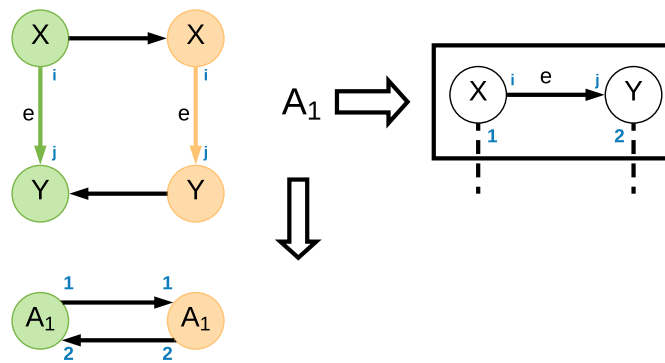 X X
i i
e e
j j
Y Y
A₁
X i e j Y
1 2
1 1
A₁ A₁
2 2